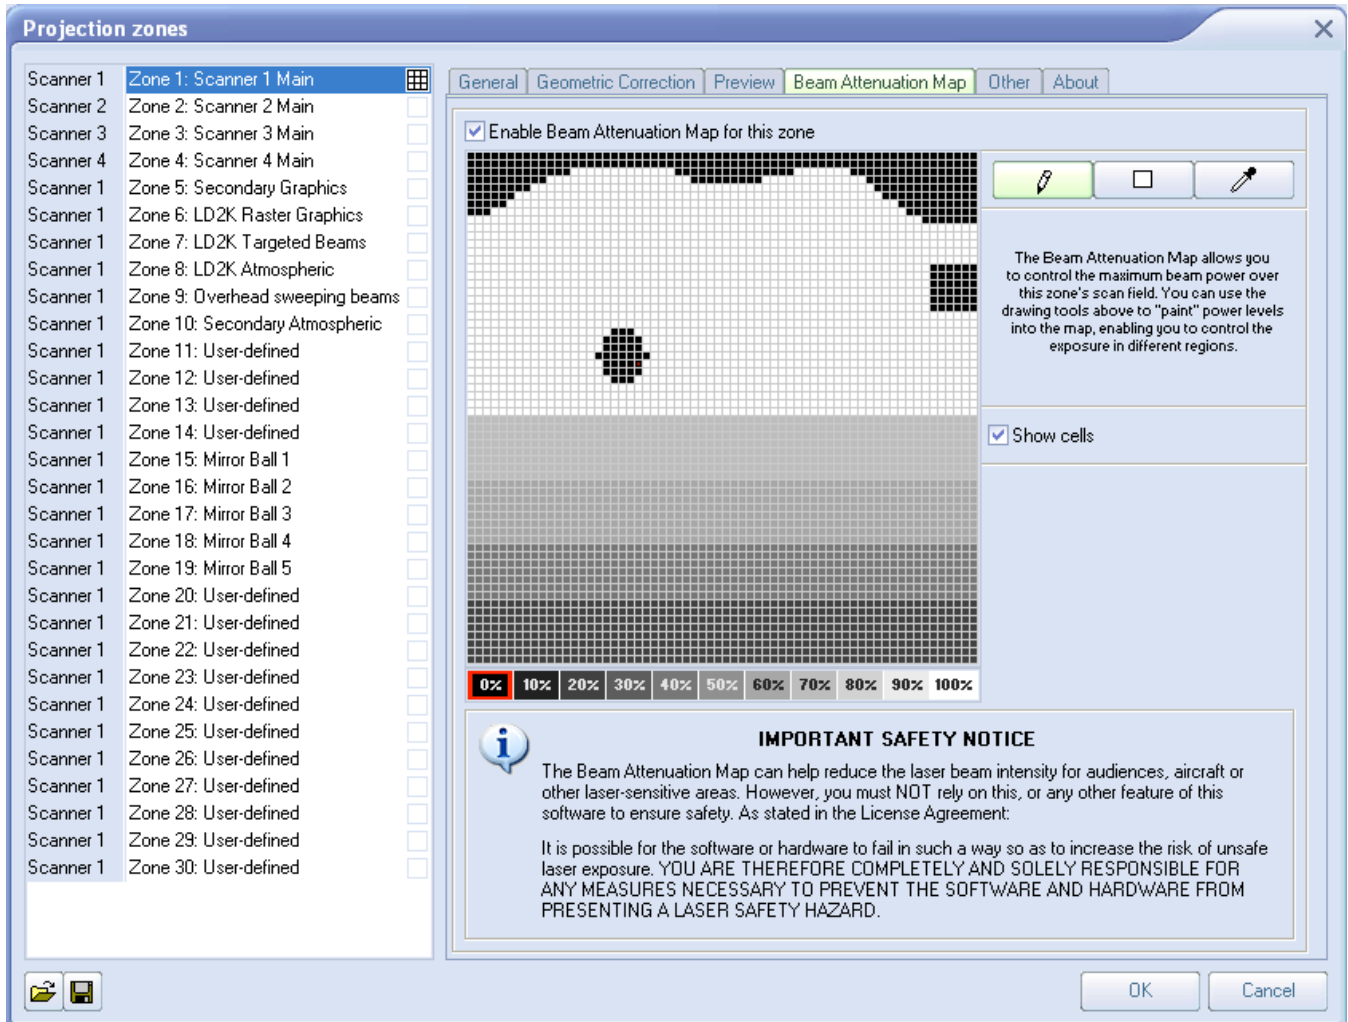 Projection zones
Scanner 1 Zone 1: Scanner 1 Main
Scanner 2 Zone 2: Scanner 2 Main
Scanner 3 Zone 3: Scanner 3 Main
Scanner 4 Zone 4: Scanner 4 Main
Scanner 1 Zone 5: Secondary Graphics
Scanner 1 Zone 6: LD2K Raster Graphics
Scanner 1 Zone 7: LD2K Targeted Beams
Scanner 1 Zone 8: LD2K Atmospheric
Scanner 1 Zone 9: Overhead sweeping beams
Scanner 1 Zone 10: Secondary Atmospheric
Scanner 1 Zone 11: User-defined
Scanner 1 Zone 12: User-defined
Scanner 1 Zone 13: User-defined
Scanner 1 Zone 14: User-defined
Scanner 1 Zone 15: Mirror Ball 1
Scanner 1 Zone 16: Mirror Ball 2
Scanner 1 Zone 17: Mirror Ball 3
Scanner 1 Zone 18: Mirror Ball 4
Scanner 1 Zone 19: Mirror Ball 5
Scanner 1 Zone 20: User-defined
Scanner 1 Zone 21: User-defined
Scanner 1 Zone 22: User-defined
Scanner 1 Zone 23: User-defined
Scanner 1 Zone 24: User-defined
Scanner 1 Zone 25: User-defined
Scanner 1 Zone 26: User-defined
Scanner 1 Zone 27: User-defined
Scanner 1 Zone 28: User-defined
Scanner 1 Zone 29: User-defined
Scanner 1 Zone 30: User-defined
General Geometric Correction Preview Beam Attenuation Map Other About
Enable Beam Attenuation Map for this zone
The Beam Attenuation Map allows you
to control the maximum beam power over
this zone's scan field. You can use the
drawing tools above to "paint" power levels
into the map, enabling you to control the
exposure in different regions.
Show cells
0% 10% 20% 30% 40% 50% 60% 70% 80% 90% 100%
IMPORTANT SAFETY NOTICE
The Beam Attenuation Map can help reduce the laser beam intensity for audiences, aircraft or
other laser-sensitive areas. However, you must NOT rely on this, or any other feature of this
software to ensure safety. As stated in the License Agreement:
It is possible for the software or hardware to fail in such a way so as to increase the risk of unsafe
laser exposure. YOU ARE THEREFORE COMPLETELY AND SOLELY RESPONSIBLE FOR
ANY MEASURES NECESSARY TO PREVENT THE SOFTWARE AND HARDWARE FROM
PRESENTING A LASER SAFETY HAZARD.
OK Cancel